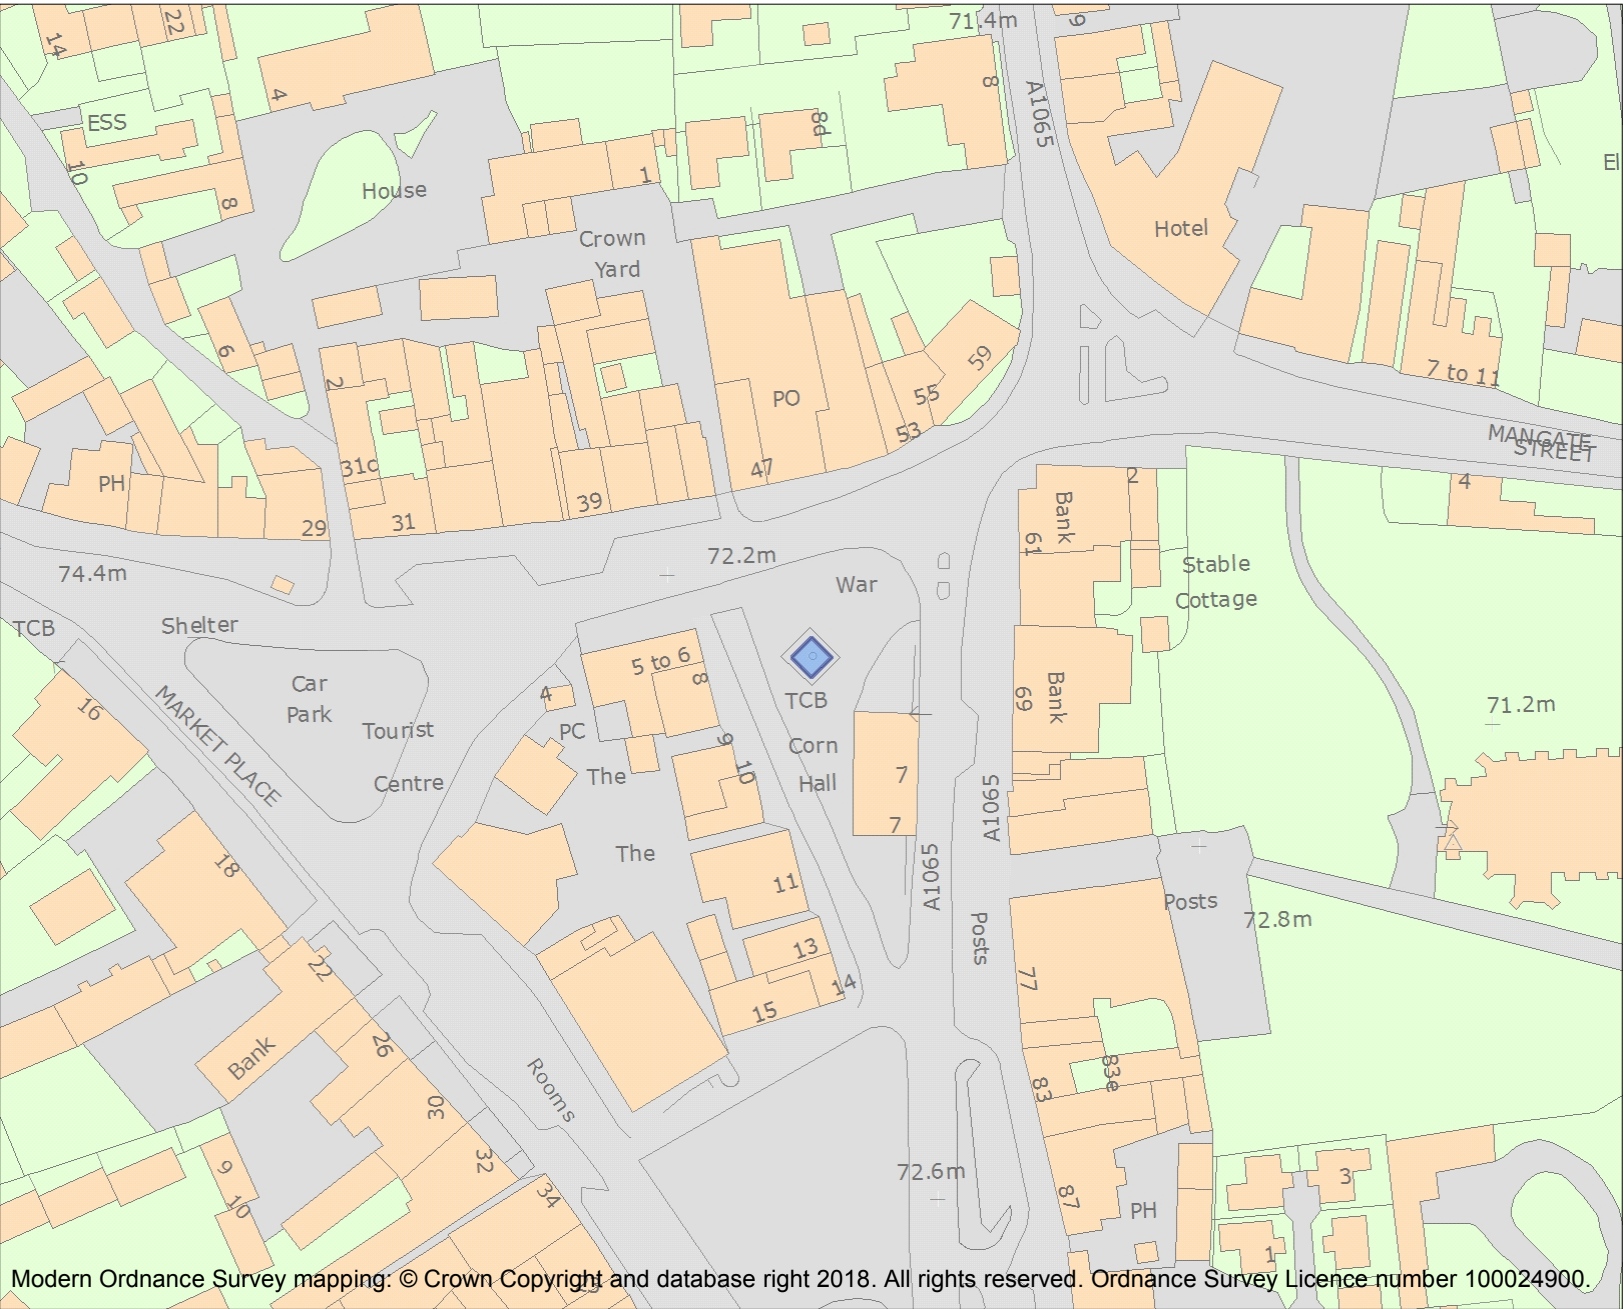 14
22
71.4m
9
4
8
A1065
ESS
8d
10
El
1
House
8
Hotel
Crown
Yard
6
59
2
7 to 11
PO
55
53
MANGATE
STREET
31c
47
PH
2
4
39
Bank
31
29
61
72.2m
Stable
74.4m
War
Cottage
TCB
Shelter
5 to 6
8
Car
4
TCB
Bank
69
71.2m
16
Park
MARKET PLACE
Tourist
PC
9
Corn
The
10
7
Centre
Hall
A1065
7
The
18
A1065
11
Posts
72.8m
Posts
13
22
77
14
15
26
Bank
83e
Rooms
83
30
32
72.6m
9
3
34
87
10
PH
1
Modern Ordnance Survey mapping: © Crown Copyright and database right 2018. All rights reserved. Ordnance Survey Licence number 100024900.